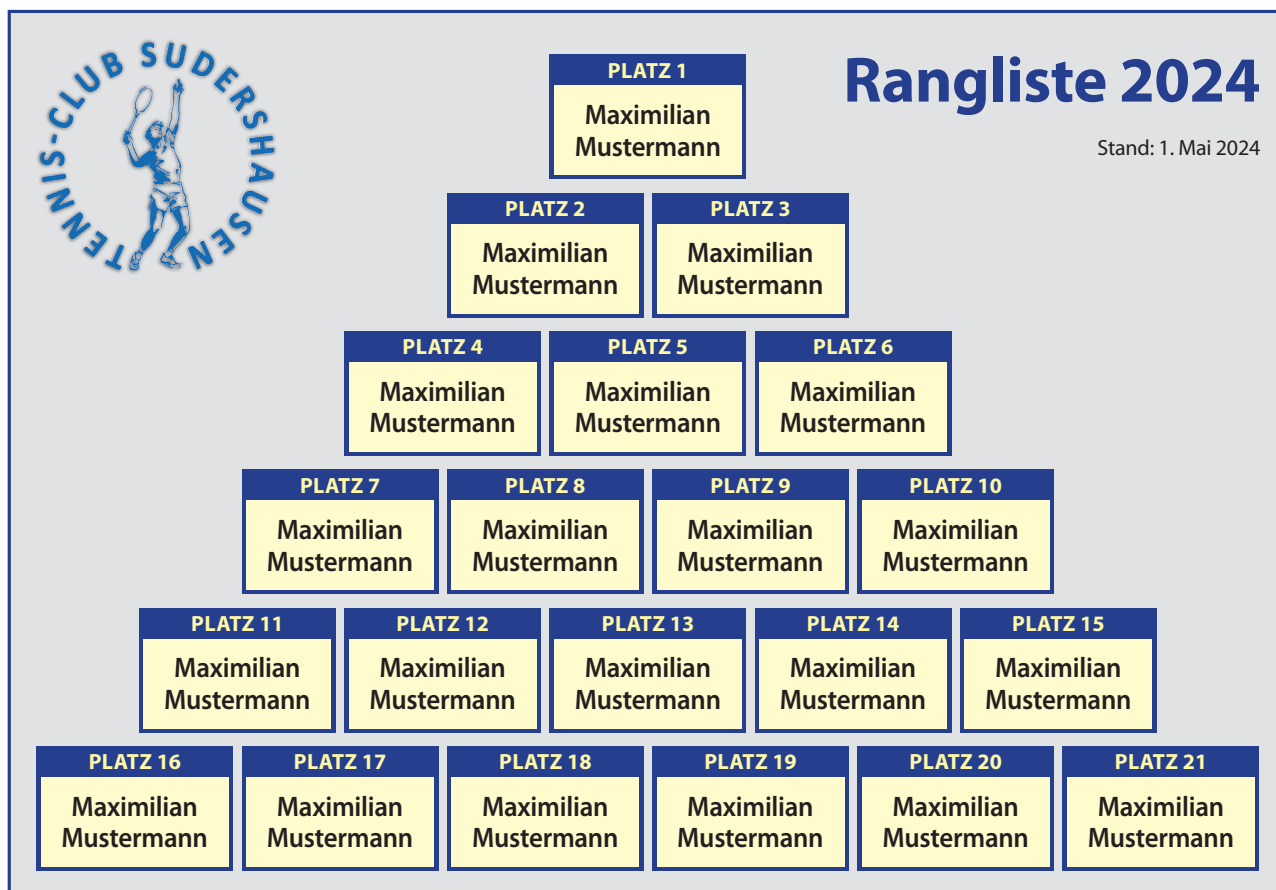 TENNIS-CLUB SUDERSHAUSEN
Rangliste 2024
Stand: 1. Mai 2024
PLATZ 1
Maximilian
Mustermann
PLATZ 2
Maximilian
Mustermann
PLATZ 3
Maximilian
Mustermann
PLATZ 4
Maximilian
Mustermann
PLATZ 5
Maximilian
Mustermann
PLATZ 6
Maximilian
Mustermann
PLATZ 7
Maximilian
Mustermann
PLATZ 8
Maximilian
Mustermann
PLATZ 9
Maximilian
Mustermann
PLATZ 10
Maximilian
Mustermann
PLATZ 11
Maximilian
Mustermann
PLATZ 12
Maximilian
Mustermann
PLATZ 13
Maximilian
Mustermann
PLATZ 14
Maximilian
Mustermann
PLATZ 15
Maximilian
Mustermann
PLATZ 16
Maximilian
Mustermann
PLATZ 17
Maximilian
Mustermann
PLATZ 18
Maximilian
Mustermann
PLATZ 19
Maximilian
Mustermann
PLATZ 20
Maximilian
Mustermann
PLATZ 21
Maximilian
Mustermann